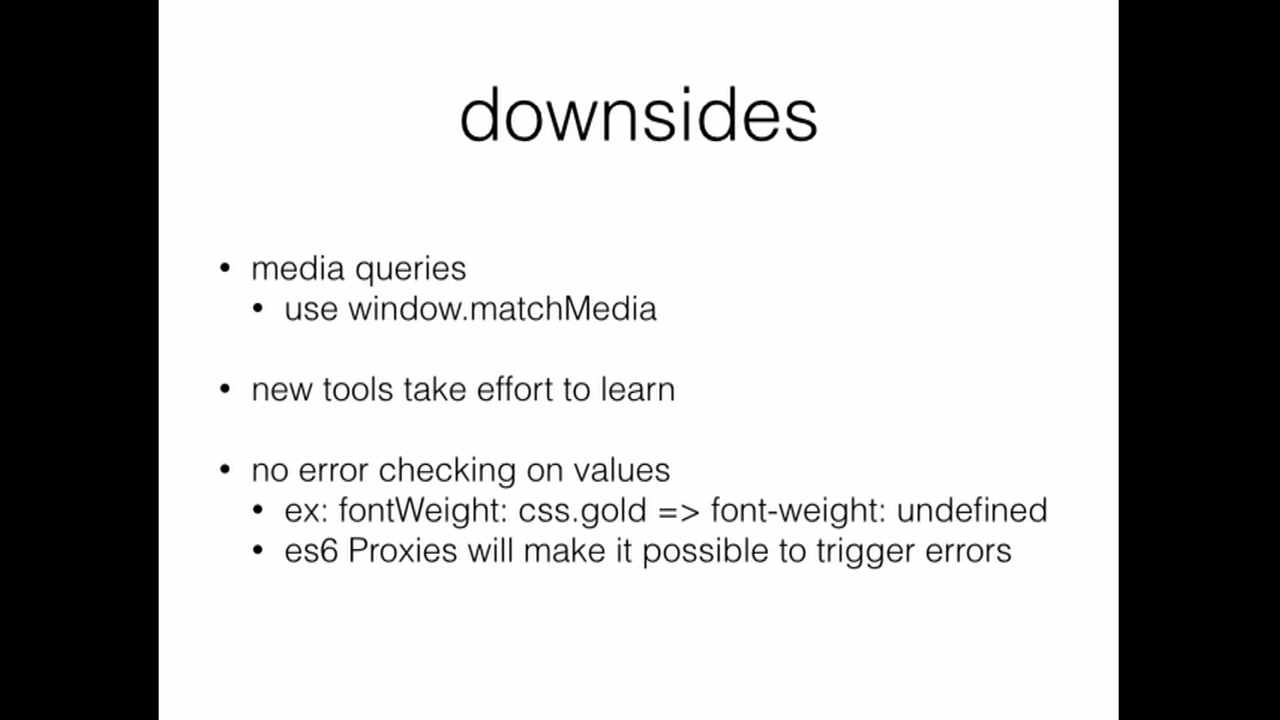 downsides
• media queries
• use window.matchMedia
• new tools take effort to learn
• no error checking on values
• ex: fontWeight: css.gold => font-weight: undefined
• es6 Proxies will make it possible to trigger errors